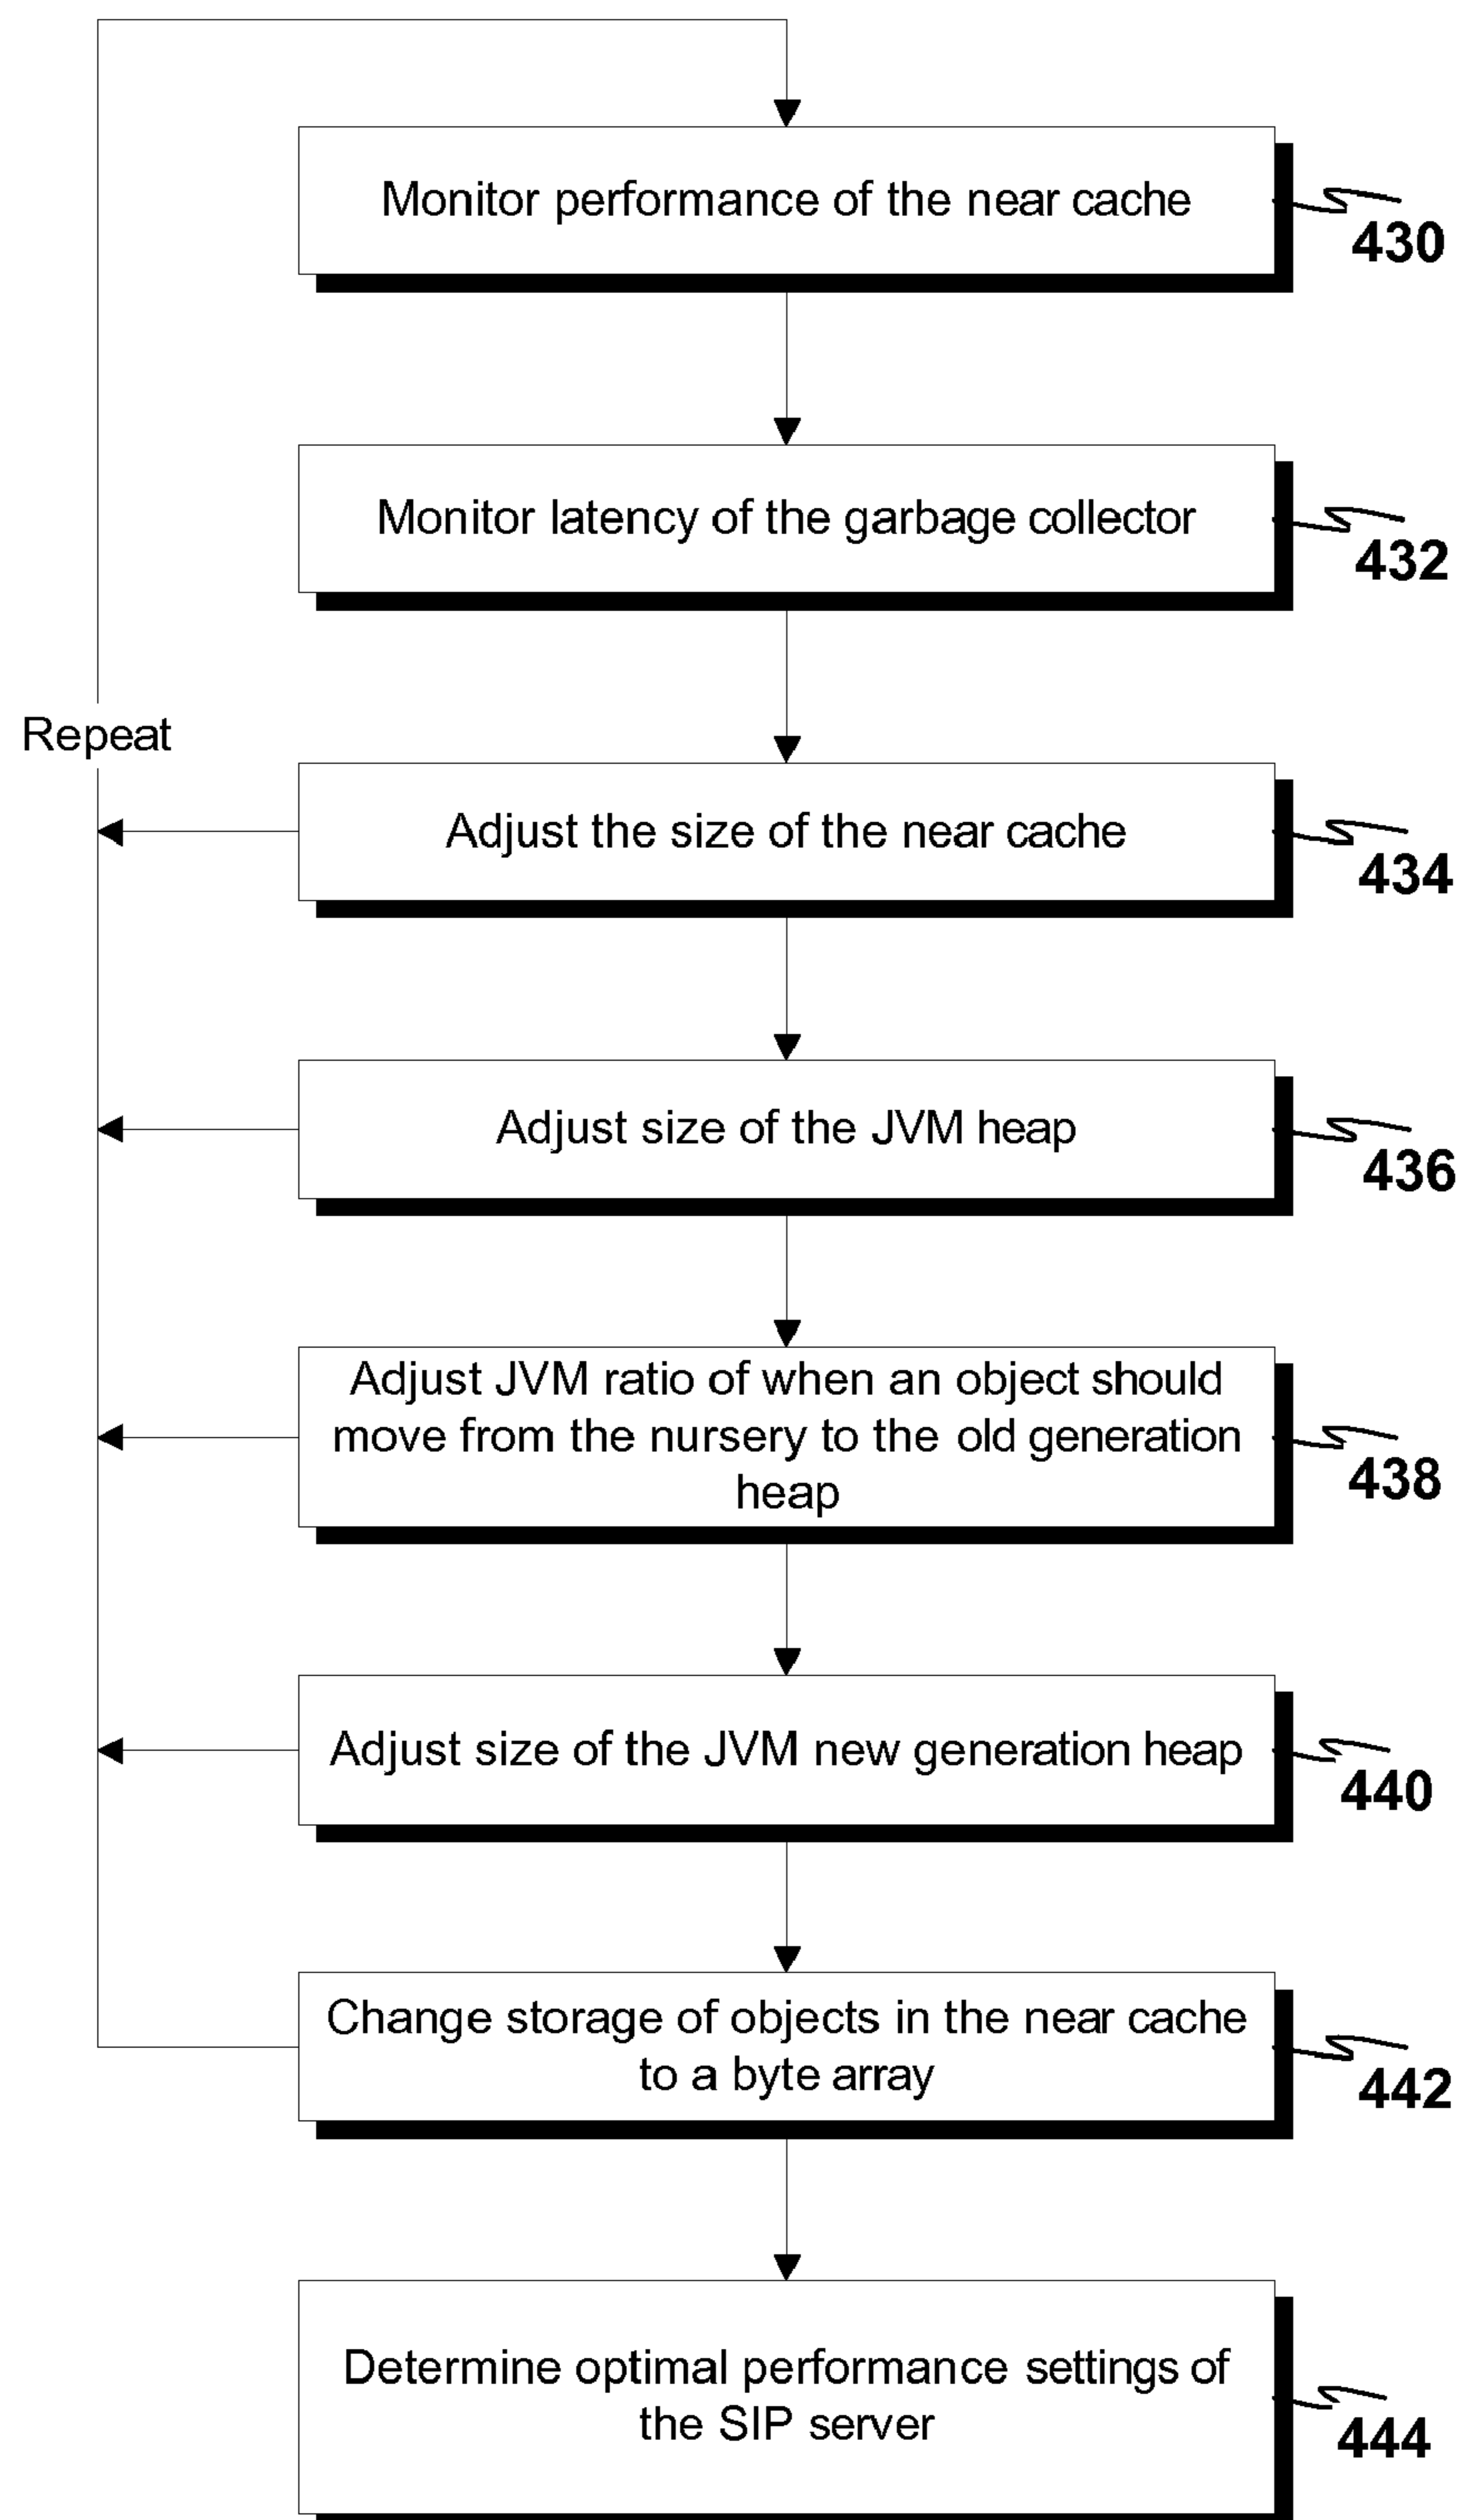 Monitor performance of the near cache
430
Monitor latency of the garbage collector
432
Repeat
Adjust the size of the near cache
434
Adjust size of the JVM heap
436
Adjust JVM ratio of when an object should
move from the nursery to the old generation
heap
438
Adjust size of the JVM new generation heap
440
Change storage of objects in the near cache
to a byte array
442
Determine optimal performance settings of
the SIP server
444